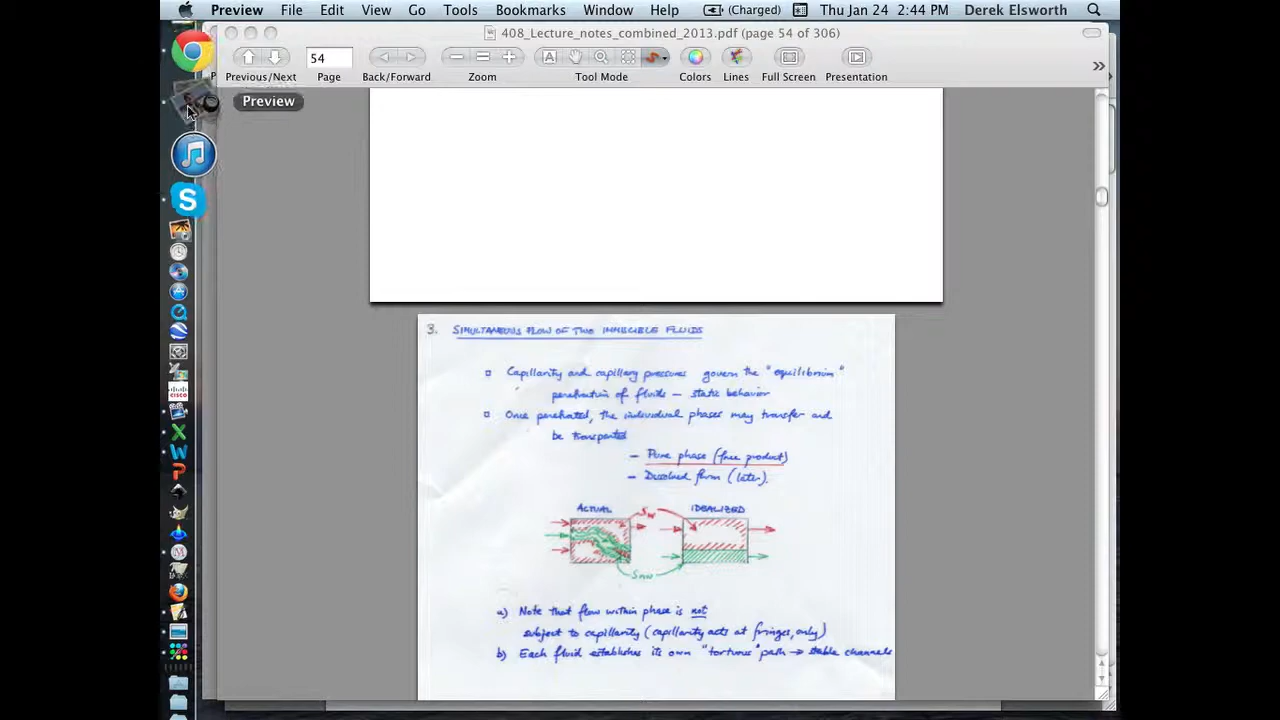 Preview File Edit View Go Tools Bookmarks Window Help (Charged) Thu Jan 24 2:44 PM Derek Elsworth
408_Lecture_notes_combined_2013.pdf (page 54 of 306)
54
Previous/Next Page Back/Forward Zoom Tool Mode Colors Lines Full Screen Presentation
Preview
3. SIMULTANEOUS FLOW OF TWO IMMISCIBLE FLUIDS
Capillarity and capillary pressures govern the "equilibrium"
penetration of fluids — static behavior
Once penetrated, the individual phases may transfer and
be transported
— Pure phase (free product)
— Dissolved form (later).
ACTUAL Sw IDEALIZED
Snw
a) Note that flow within phase is not
subject to capillarity (capillarity acts at fringes, only)
b) Each fluid establishes its own "tortuous" path → stable channels
CISCO